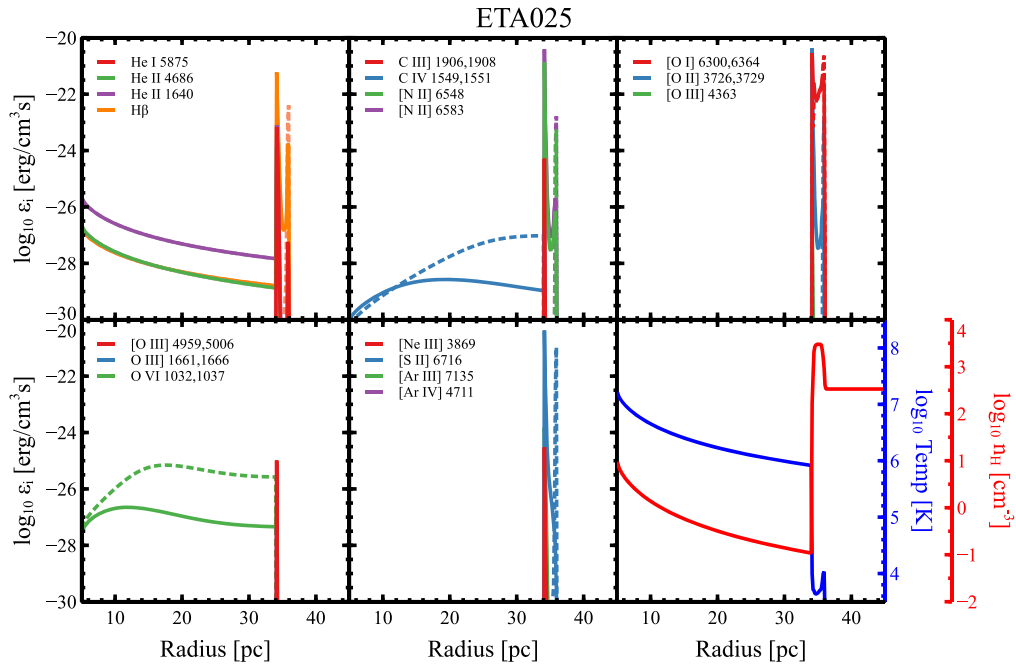 ETA025
−20
−22
−24
−26
−28
−30
log₁₀ εᵢ [erg/cm³s]
He I 5875
He II 4686
He II 1640
Hβ
C III] 1906,1908
C IV 1549,1551
[N II] 6548
[N II] 6583
[O I] 6300,6364
[O II] 3726,3729
[O III] 4363
−20
−22
−24
−26
−28
−30
log₁₀ εᵢ [erg/cm³s]
[O III] 4959,5006
O III] 1661,1666
O VI 1032,1037
[Ne III] 3869
[S II] 6716
[Ar III] 7135
[Ar IV] 4711
8
7
6
5
4
log₁₀ Temp [K]
4
3
2
1
0
−1
−2
log₁₀ n_H [cm⁻³]
10 20 30 40
10 20 30 40
10 20 30 40
Radius [pc]
Radius [pc]
Radius [pc]